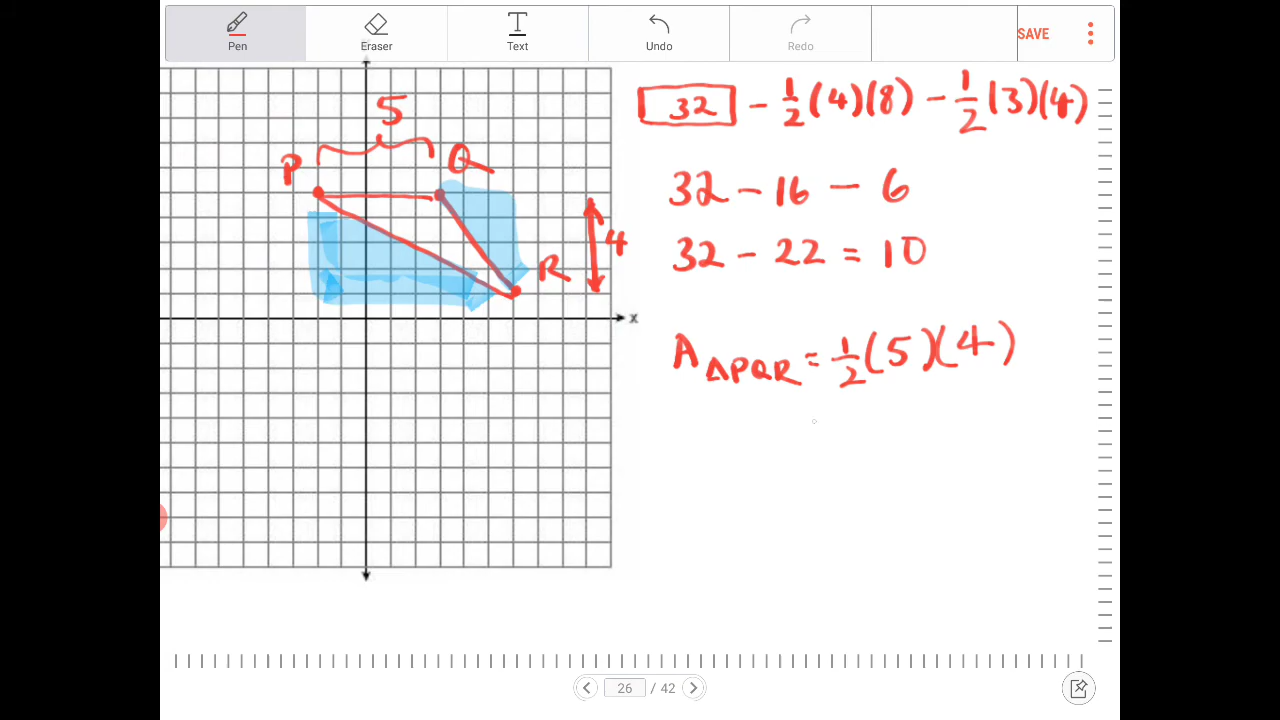 Pen
Eraser
Text
Undo
Redo
SAVE
5
P
Q
R
4
x
32 - 1/2 (4)(8) - 1/2 (3)(4)
32 - 16 - 6
32 - 22 = 10
A △PQR = 1/2 (5)(4)
26 / 42